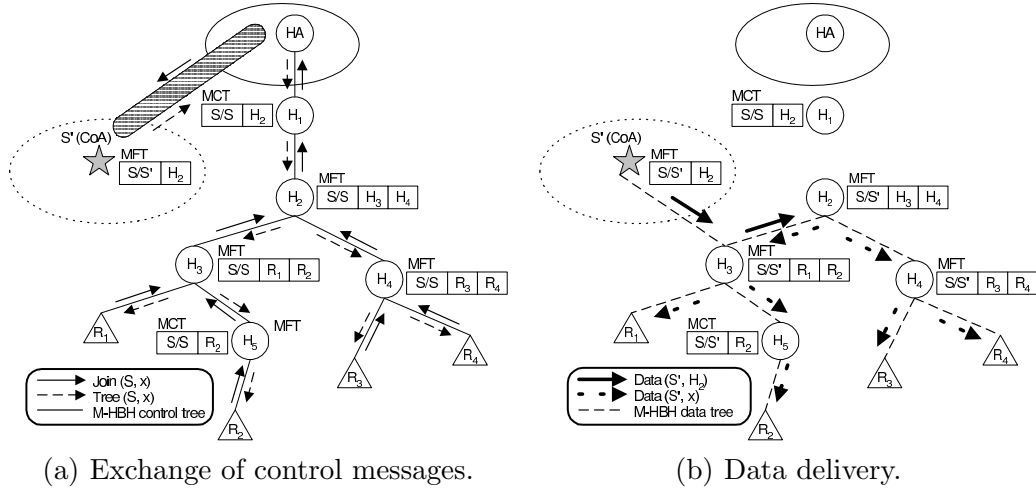 HA
MCT
S/S H2
H1
S' (CoA)
MFT
S/S' H2
MFT
H2
S/S H3 H4
MFT
H3
S/S R1 R2
MFT
H4
S/S R3 R4
R1
MCT
S/S R2
H5
MFT
R3
R4
R2
Join (S, x)
Tree (S, x)
M-HBH control tree
(a) Exchange of control messages.
HA
MCT
S/S H2
H1
S' (CoA)
MFT
S/S' H2
MFT
H2
S/S' H3 H4
MFT
H3
S/S' R1 R2
MFT
H4
S/S' R3 R4
R1
MCT
S/S' R2
H5
R3
R4
R2
Data (S', H2)
Data (S', x)
M-HBH data tree
(b) Data delivery.